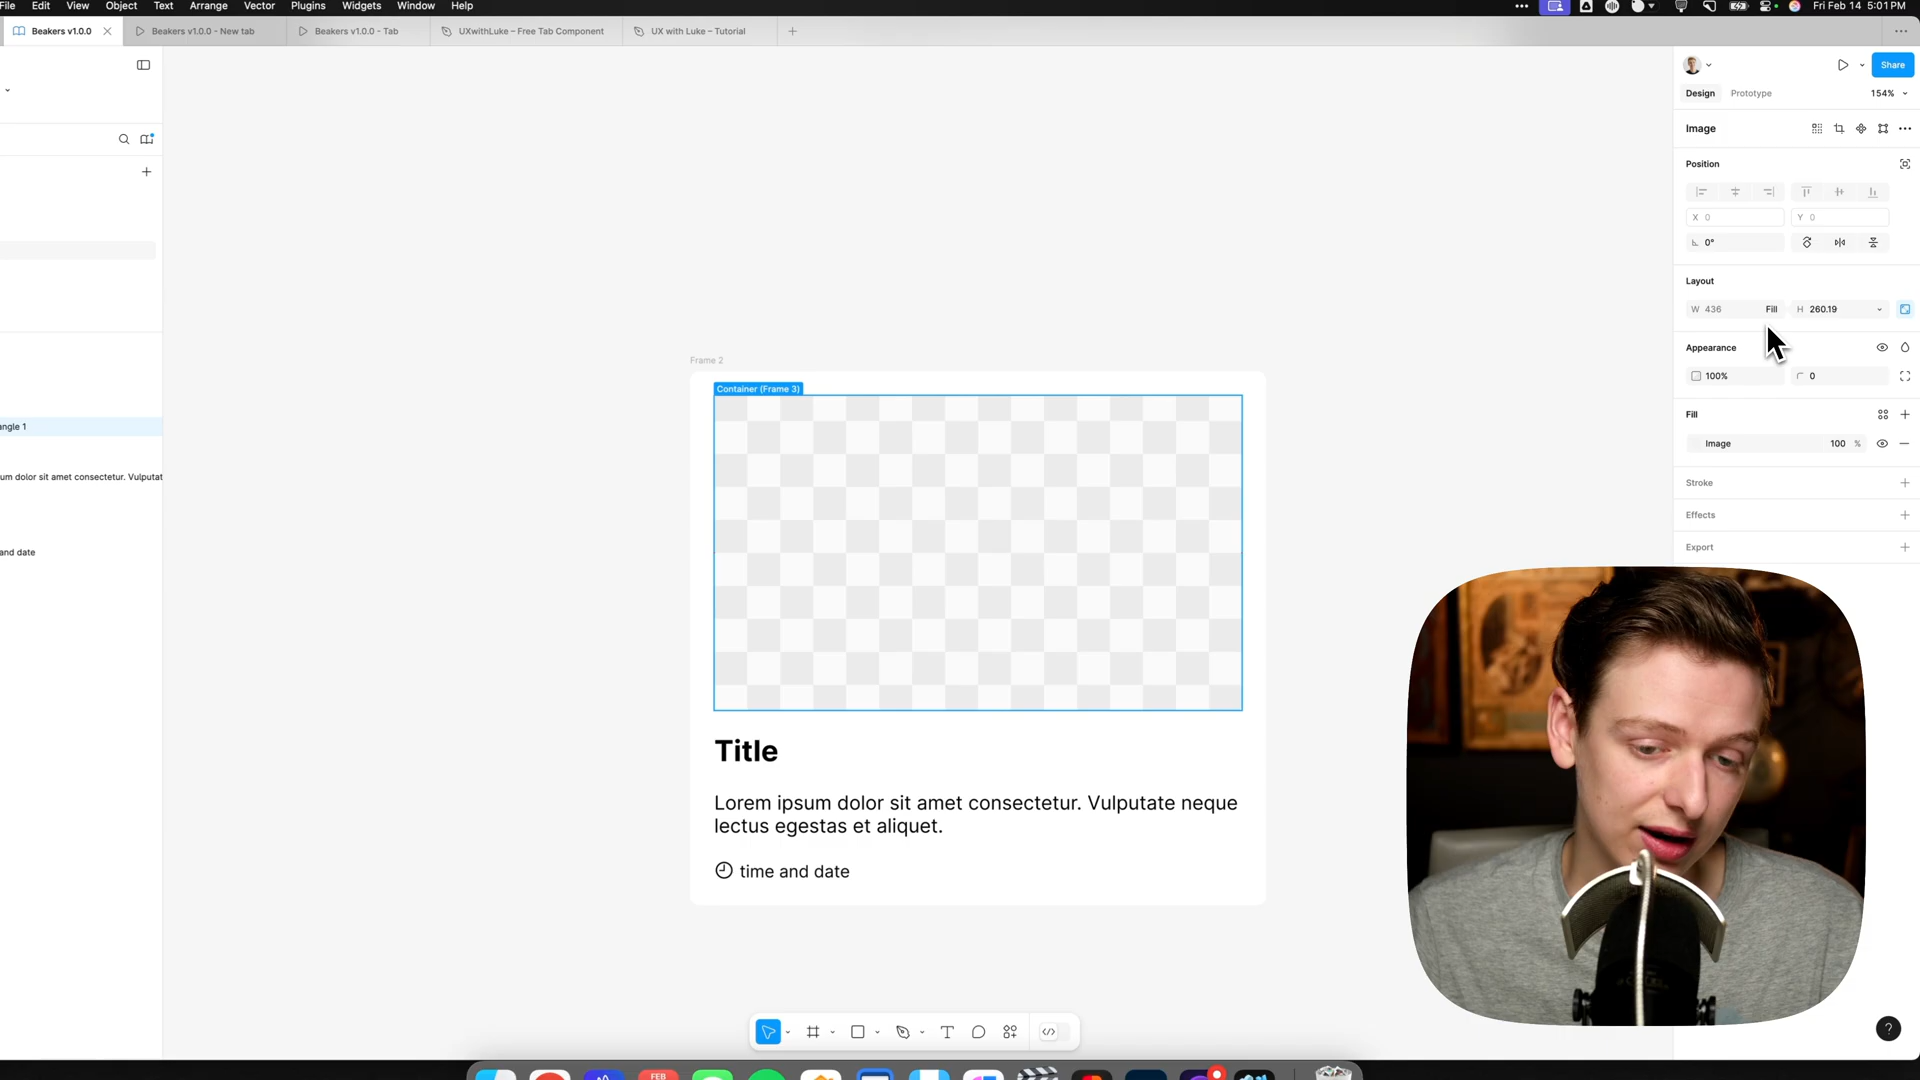 File Edit View Object Text Arrange Vector Plugins Widgets Window Help
Fri Feb 14 5:01 PM
Beakers v1.0.0
Beakers v1.0.0 - New tab
Beakers v1.0.0 - Tab
UXwithLuke – Free Tab Component
UX with Luke – Tutorial
Share
Design Prototype 154%
Image
Position
X 0 Y 0
0°
Layout
W 436 Fill H 260.19
Appearance
100% 0
Fill
Image 100 %
Stroke
Effects
Export
angle 1
um dolor sit amet consectetur. Vulputat
and date
Frame 2
Container (Frame 3)
Title
Lorem ipsum dolor sit amet consectetur. Vulputate neque
lectus egestas et aliquet.
time and date
?
FEB